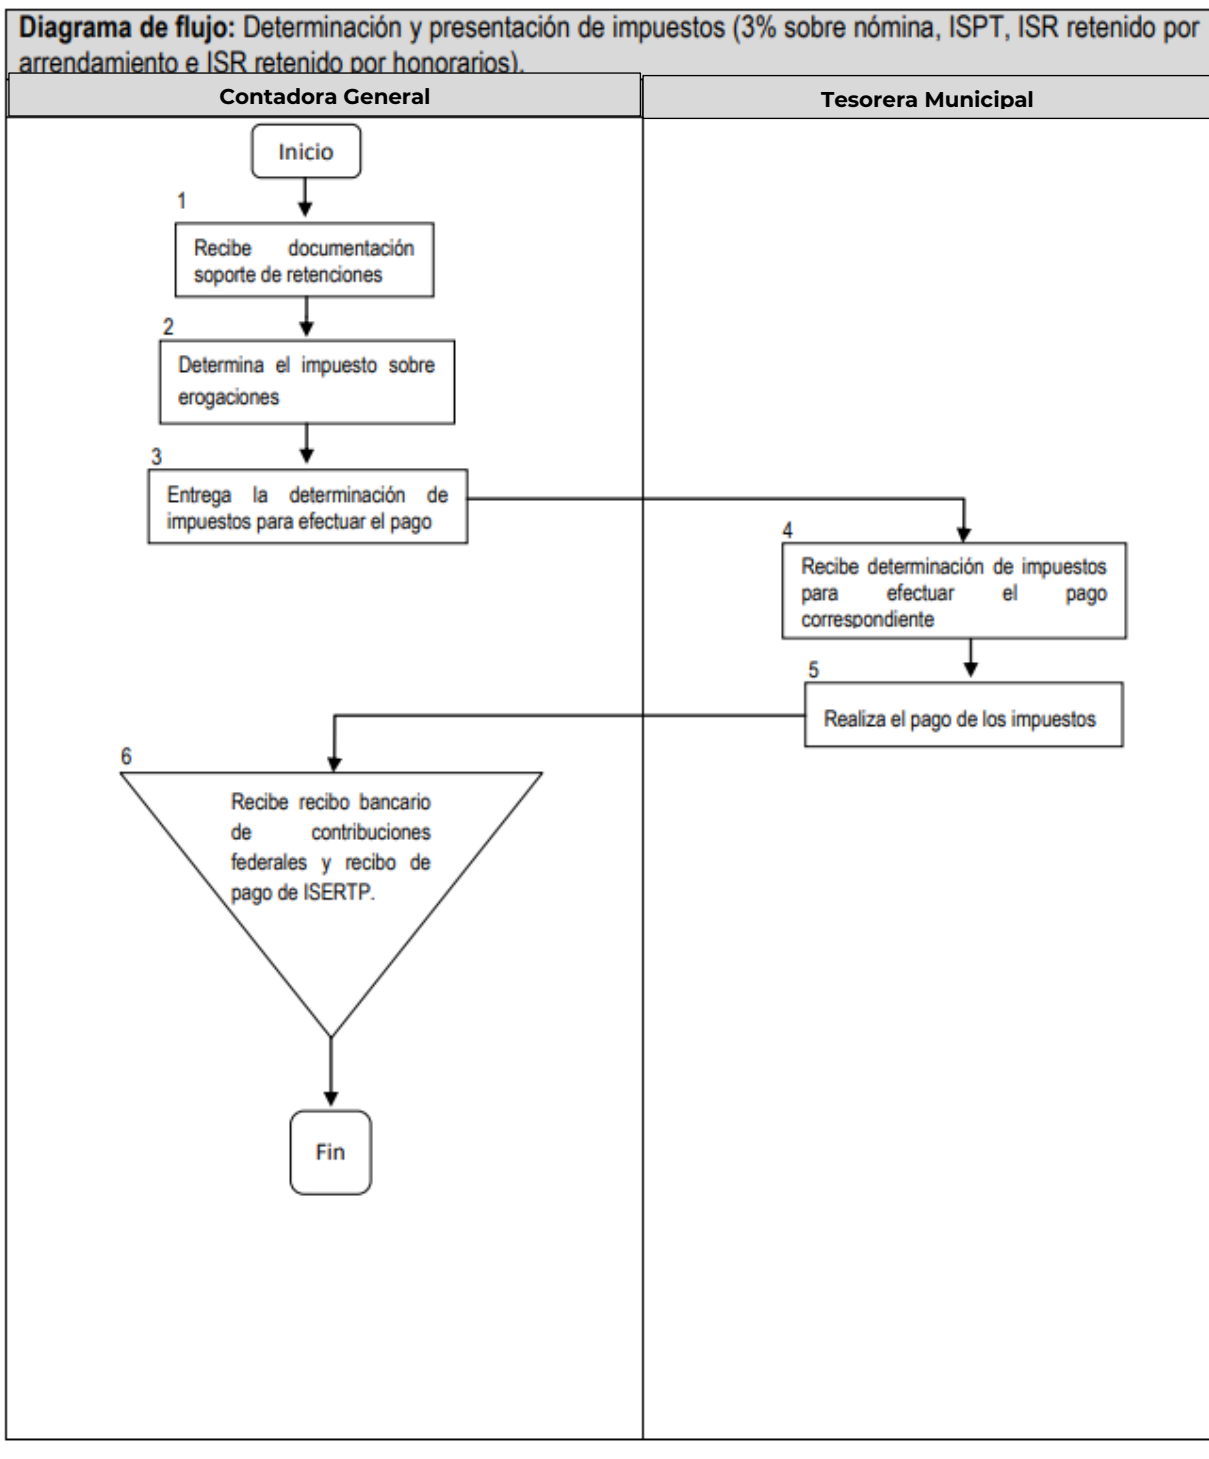 Diagrama de flujo: Determinación y presentación de impuestos (3% sobre nómina, ISPT, ISR retenido por
arrendamiento e ISR retenido por honorarios).
Contadora General
Tesorera Municipal
Inicio
1
Recibe documentación
soporte de retenciones
2
Determina el impuesto sobre
erogaciones
3
Entrega la determinación de
impuestos para efectuar el pago
4
Recibe determinación de impuestos
para efectuar el pago
correspondiente
5
Realiza el pago de los impuestos
6
Recibe recibo bancario
de contribuciones
federales y recibo de
pago de ISERTP.
Fin